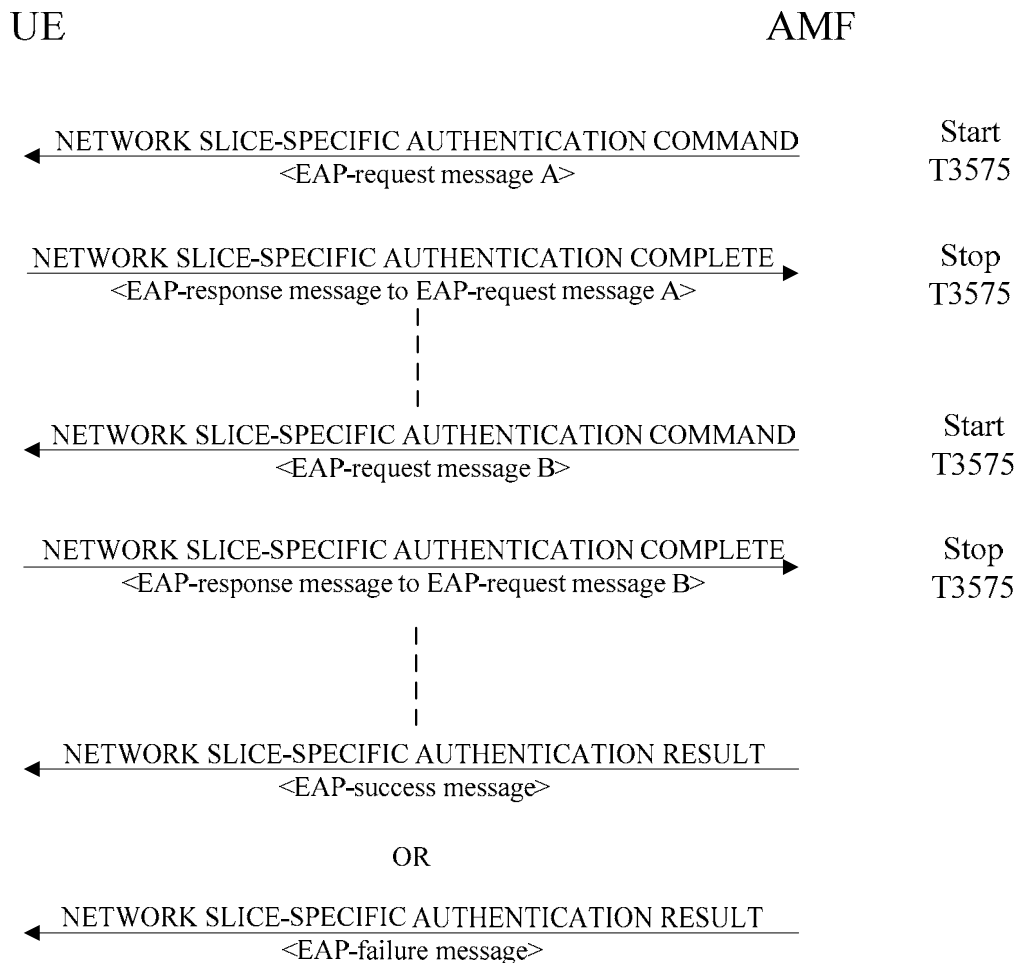 UE
AMF
NETWORK SLICE-SPECIFIC AUTHENTICATION COMMAND
<EAP-request message A>
Start
T3575
NETWORK SLICE-SPECIFIC AUTHENTICATION COMPLETE
<EAP-response message to EAP-request message A>
Stop
T3575
NETWORK SLICE-SPECIFIC AUTHENTICATION COMMAND
<EAP-request message B>
Start
T3575
NETWORK SLICE-SPECIFIC AUTHENTICATION COMPLETE
<EAP-response message to EAP-request message B>
Stop
T3575
NETWORK SLICE-SPECIFIC AUTHENTICATION RESULT
<EAP-success message>
OR
NETWORK SLICE-SPECIFIC AUTHENTICATION RESULT
<EAP-failure message>